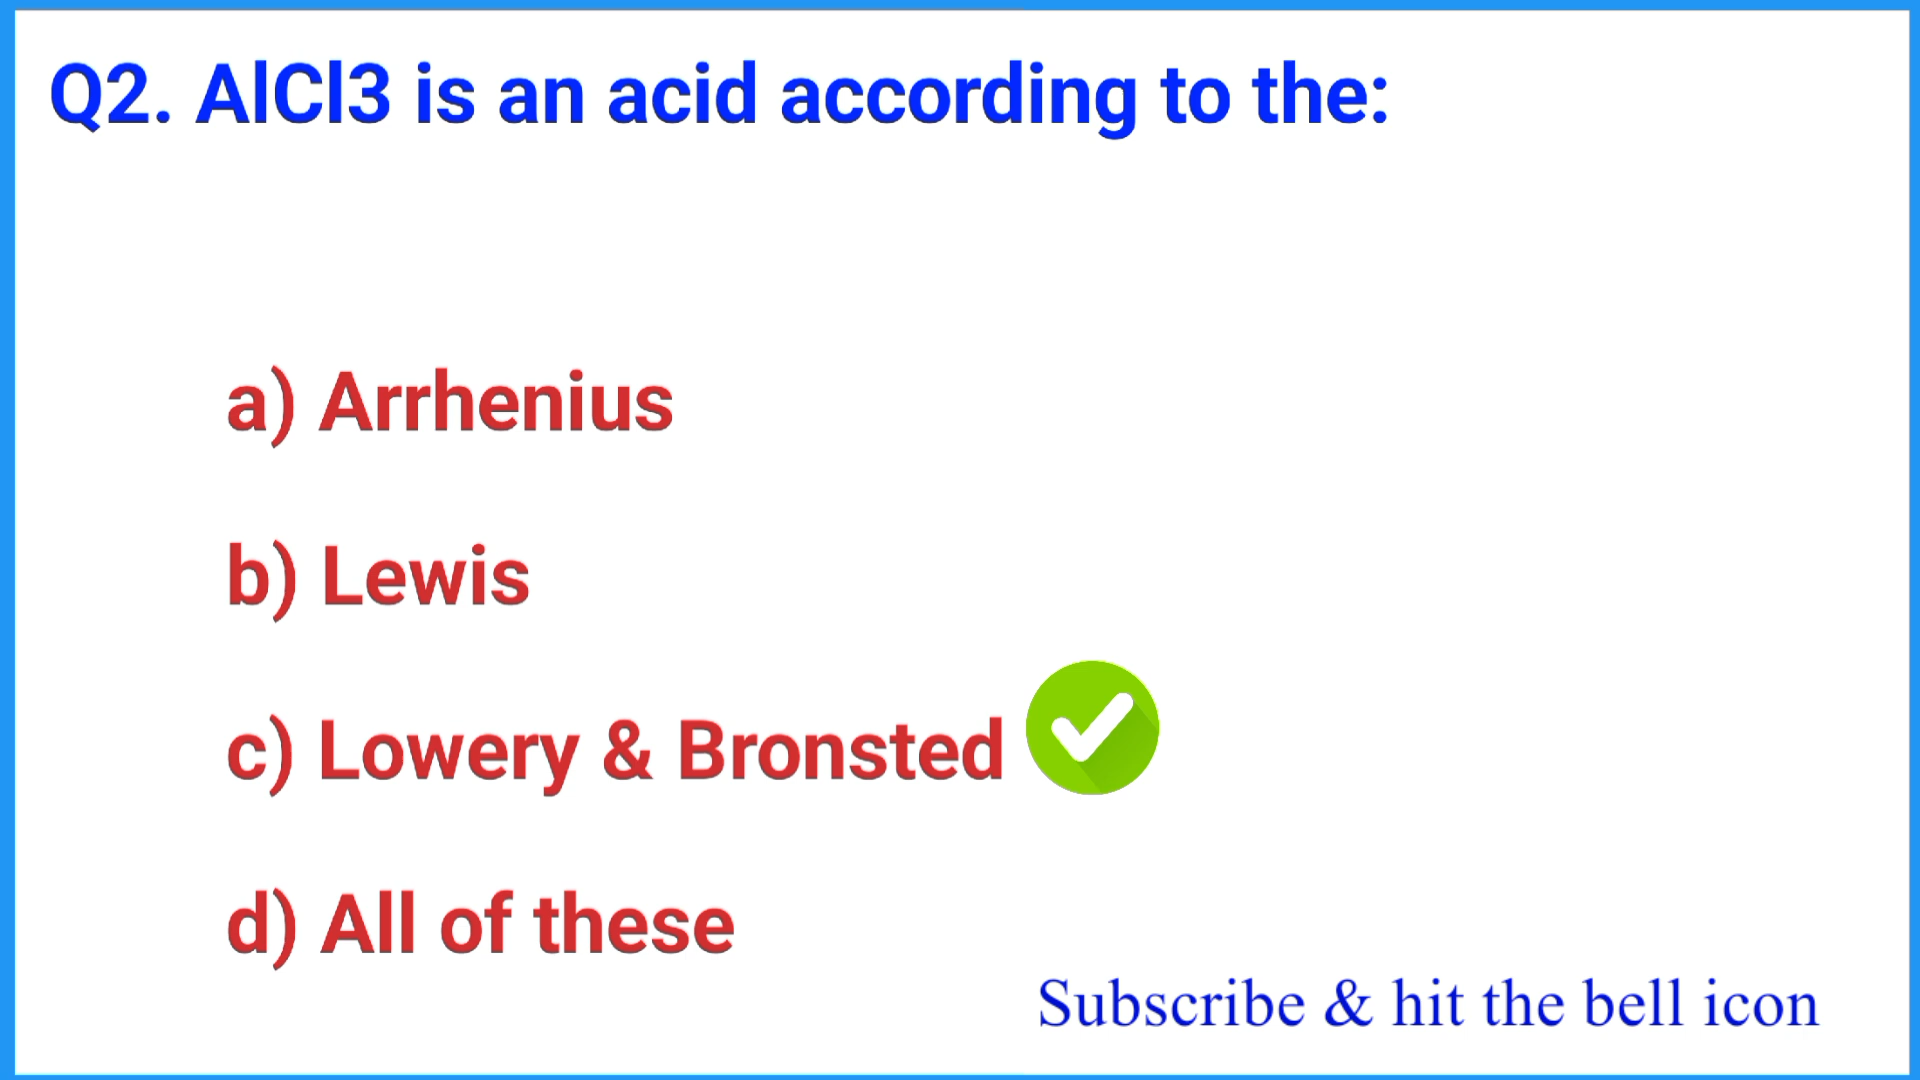 Q2. AlCl3 is an acid according to the:
a) Arrhenius
b) Lewis
c) Lowery & Bronsted
d) All of these
Subscribe & hit the bell icon